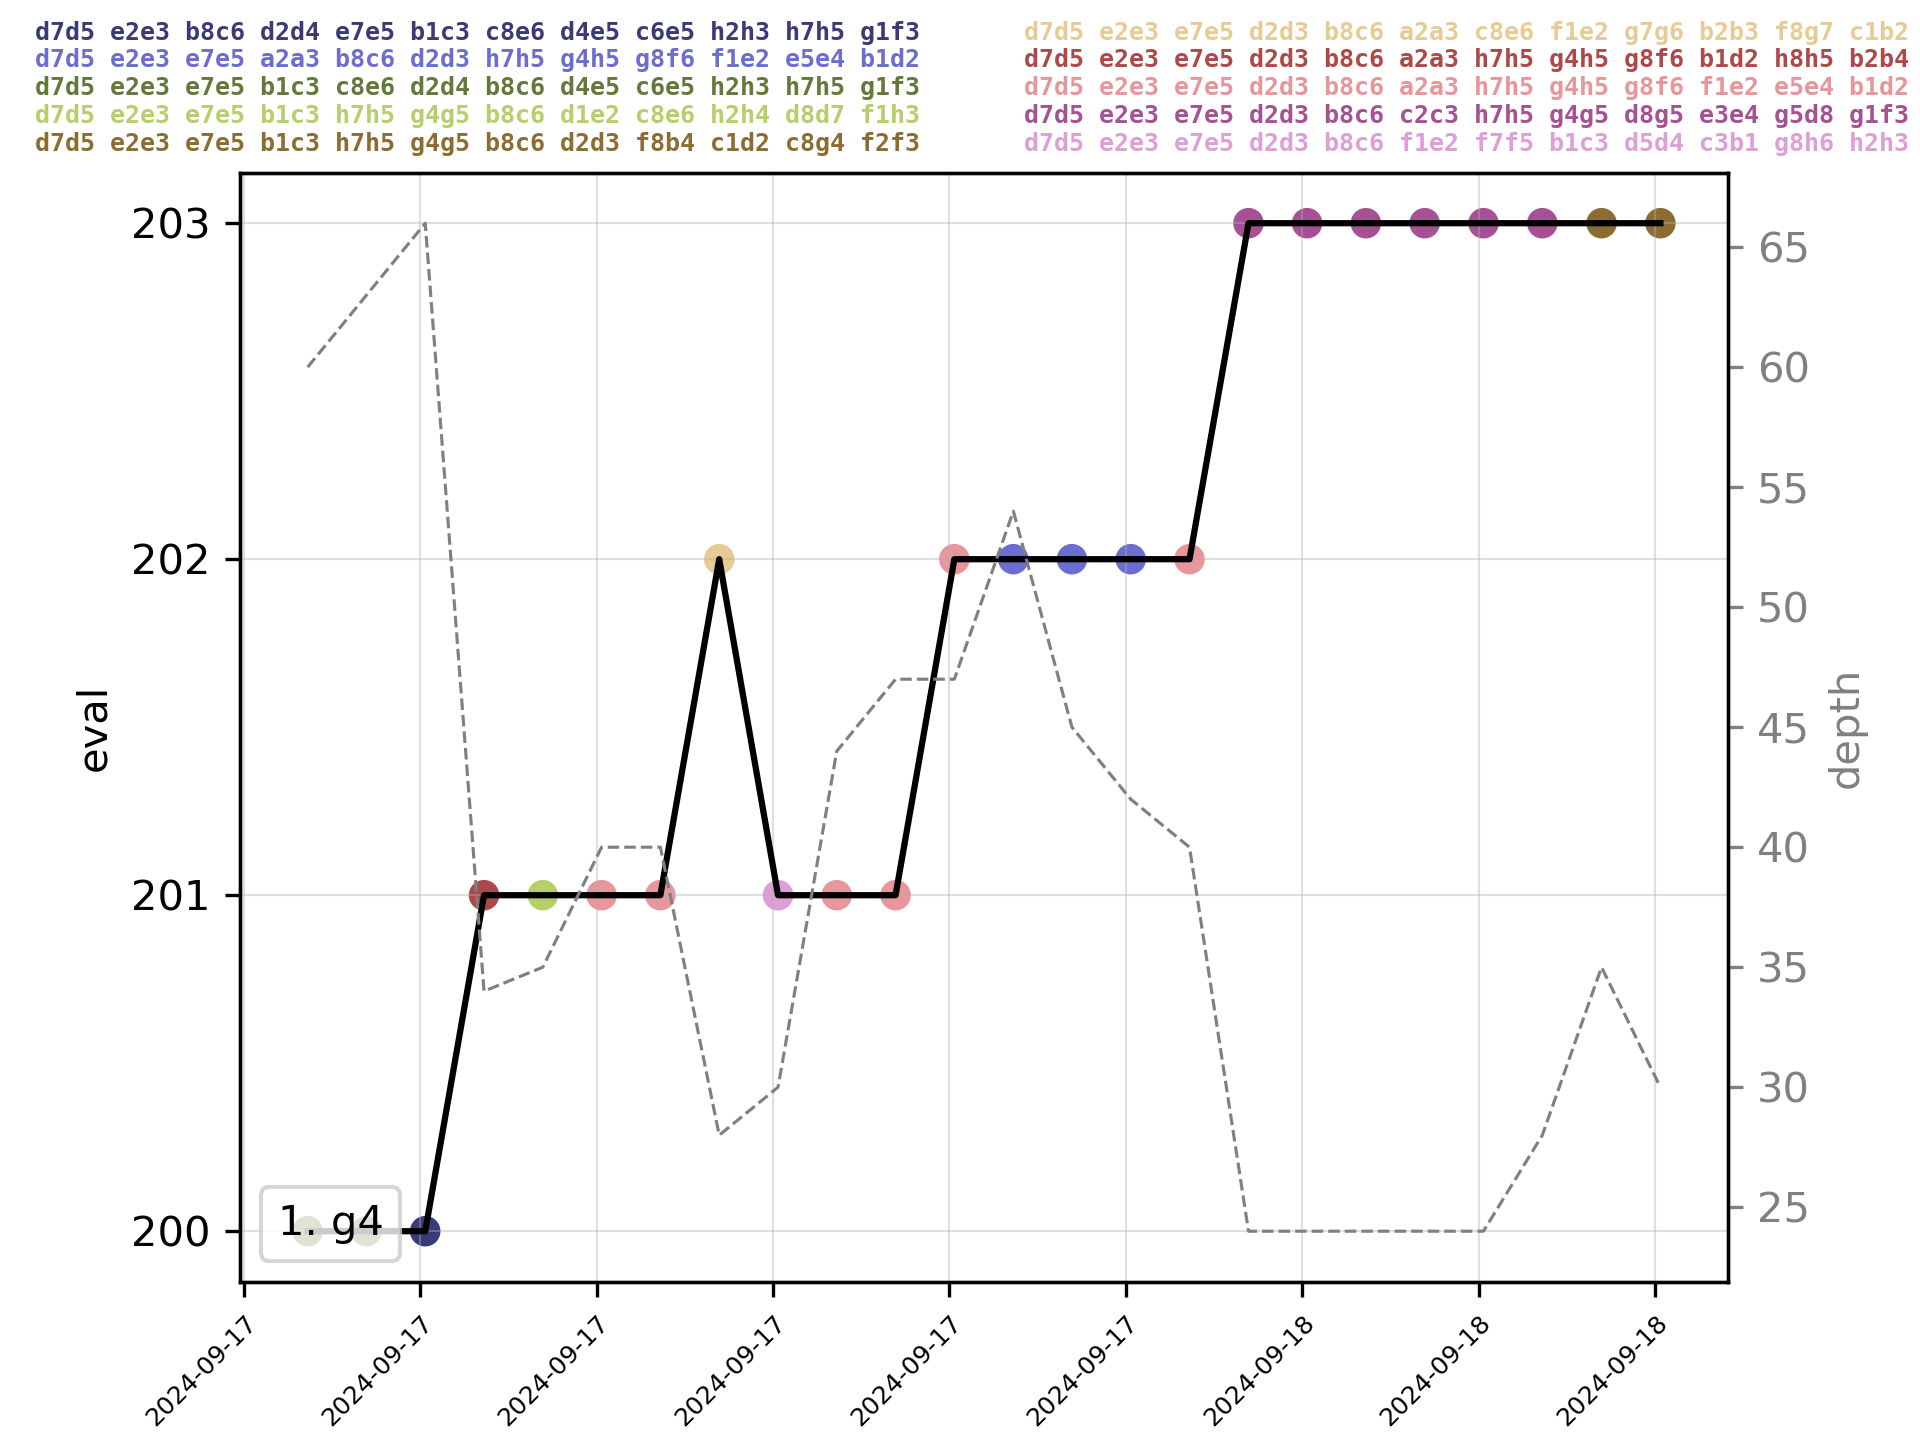 d7d5 e2e3 b8c6 d2d4 e7e5 b1c3 c8e6 d4e5 c6e5 h2h3 h7h5 g1f3
d7d5 e2e3 e7e5 a2a3 b8c6 d2d3 h7h5 g4h5 g8f6 f1e2 e5e4 b1d2
d7d5 e2e3 e7e5 b1c3 c8e6 d2d4 b8c6 d4e5 c6e5 h2h3 h7h5 g1f3
d7d5 e2e3 e7e5 b1c3 h7h5 g4g5 b8c6 d1e2 c8e6 h2h4 d8d7 f1h3
d7d5 e2e3 e7e5 b1c3 h7h5 g4g5 b8c6 d2d3 f8b4 c1d2 c8g4 f2f3
d7d5 e2e3 e7e5 d2d3 b8c6 a2a3 c8e6 f1e2 g7g6 b2b3 f8g7 c1b2
d7d5 e2e3 e7e5 d2d3 b8c6 a2a3 h7h5 g4h5 g8f6 b1d2 h8h5 b2b4
d7d5 e2e3 e7e5 d2d3 b8c6 a2a3 h7h5 g4h5 g8f6 f1e2 e5e4 b1d2
d7d5 e2e3 e7e5 d2d3 b8c6 c2c3 h7h5 g4g5 d8g5 e3e4 g5d8 g1f3
d7d5 e2e3 e7e5 d2d3 b8c6 f1e2 f7f5 b1c3 d5d4 c3b1 g8h6 h2h3
203
202
201
200
eval
65
60
55
50
45
40
35
30
25
depth
1. g4
2024-09-17
2024-09-17
2024-09-17
2024-09-17
2024-09-17
2024-09-17
2024-09-18
2024-09-18
2024-09-18